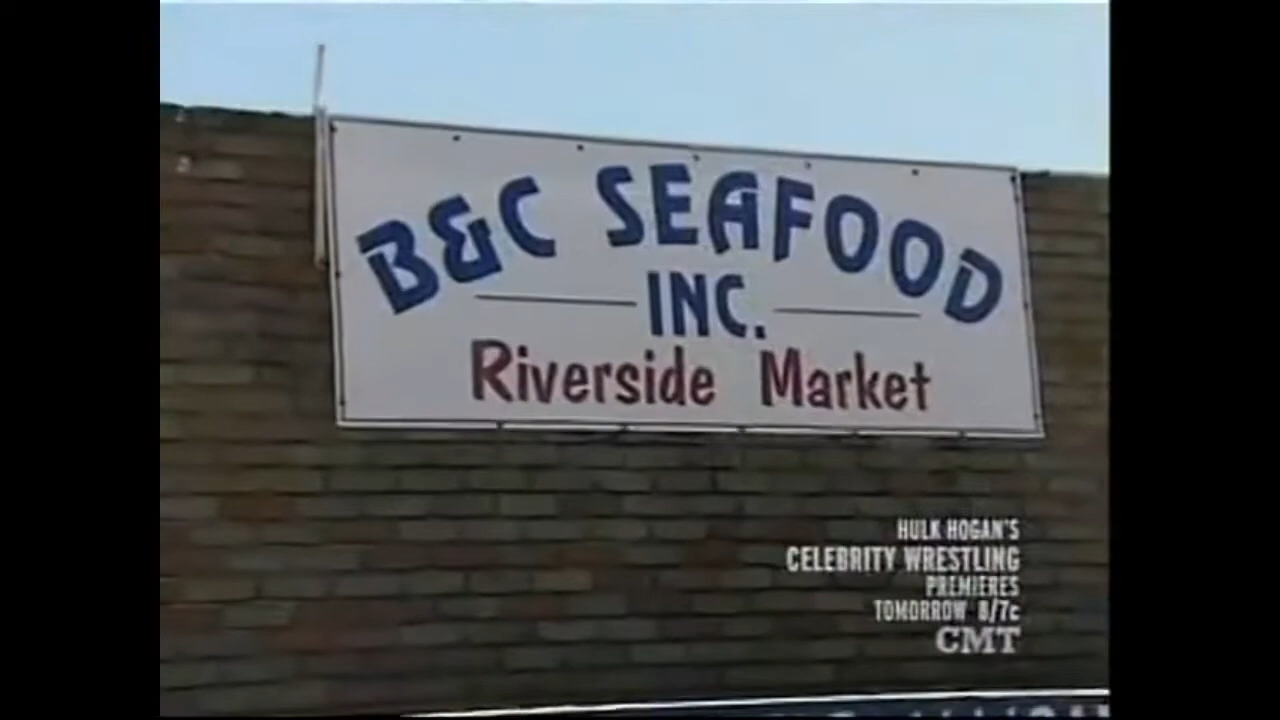 B&C SEAFOOD
INC.
Riverside Market
HULK HOGAN'S
CELEBRITY WRESTLING
PREMIERES
TOMORROW 8/7c
CMT